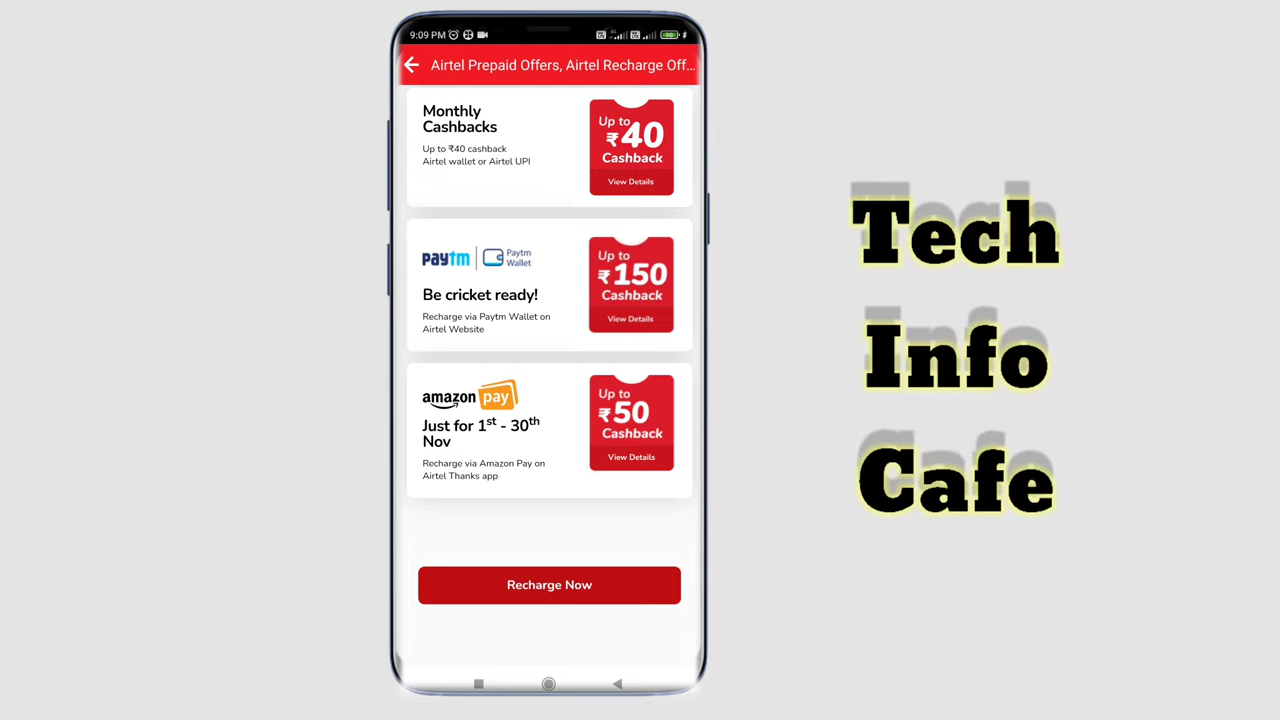 9:09 PM
Airtel Prepaid Offers, Airtel Recharge Off...
Monthly
Cashbacks
Up to ₹40 cashback
Airtel wallet or Airtel UPI
Up to
₹40
Cashback
View Details
paytm | Paytm
Wallet
Be cricket ready!
Recharge via Paytm Wallet on
Airtel Website
Up to
₹150
Cashback
View Details
amazon pay
Just for 1st - 30th
Nov
Recharge via Amazon Pay on
Airtel Thanks app
Up to
₹50
Cashback
View Details
Recharge Now
Tech
Info
Cafe